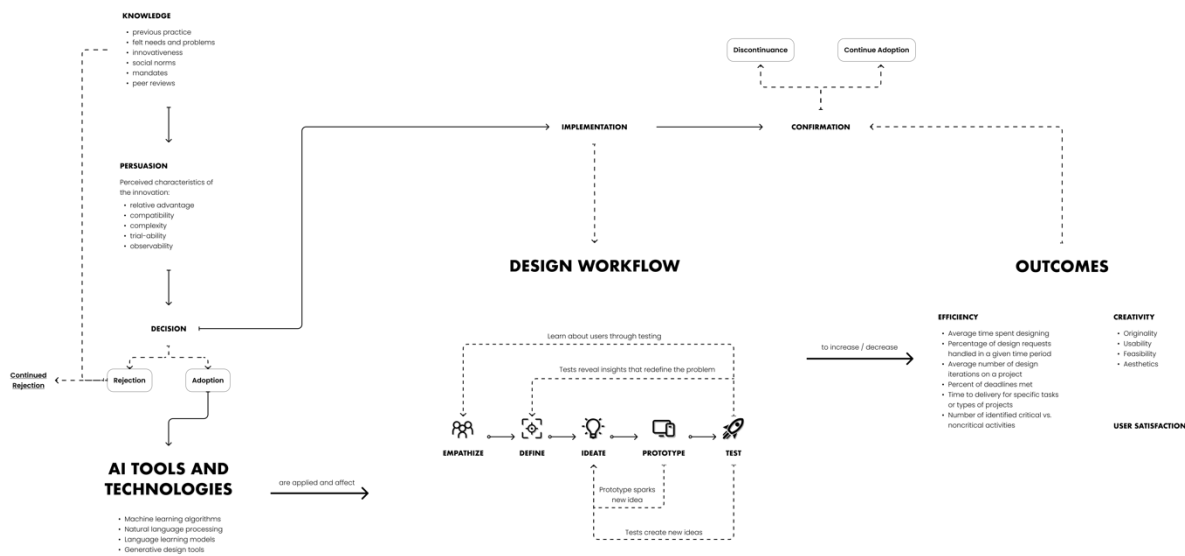 KNOWLEDGE
• previous practice
• felt needs and problems
• innovativeness
• social norms
• mandates
• peer reviews
PERSUASION
Perceived characteristics of
the innovation:
• relative advantage
• compatibility
• complexity
• trial-ability
• observability
DECISION
Rejection
Adoption
Continued
Rejection
AI TOOLS AND
TECHNOLOGIES
• Machine learning algorithms
• Natural language processing
• Language learning models
• Generative design tools
are applied and affect
IMPLEMENTATION
CONFIRMATION
Discontinuance
Continue Adoption
DESIGN WORKFLOW
Learn about users through testing
Tests reveal insights that redefine the problem
EMPATHIZE
DEFINE
IDEATE
PROTOTYPE
TEST
Prototype sparks
new idea
Tests create new ideas
to increase / decrease
OUTCOMES
EFFICIENCY
• Average time spent designing
• Percentage of design requests
handled in a given time period
• Average number of design
iterations on a project
• Percent of deadlines met
• Time to delivery for specific tasks
or types of projects
• Number of identified critical vs.
noncritical activities
CREATIVITY
• Originality
• Usability
• Feasibility
• Aesthetics
USER SATISFACTION